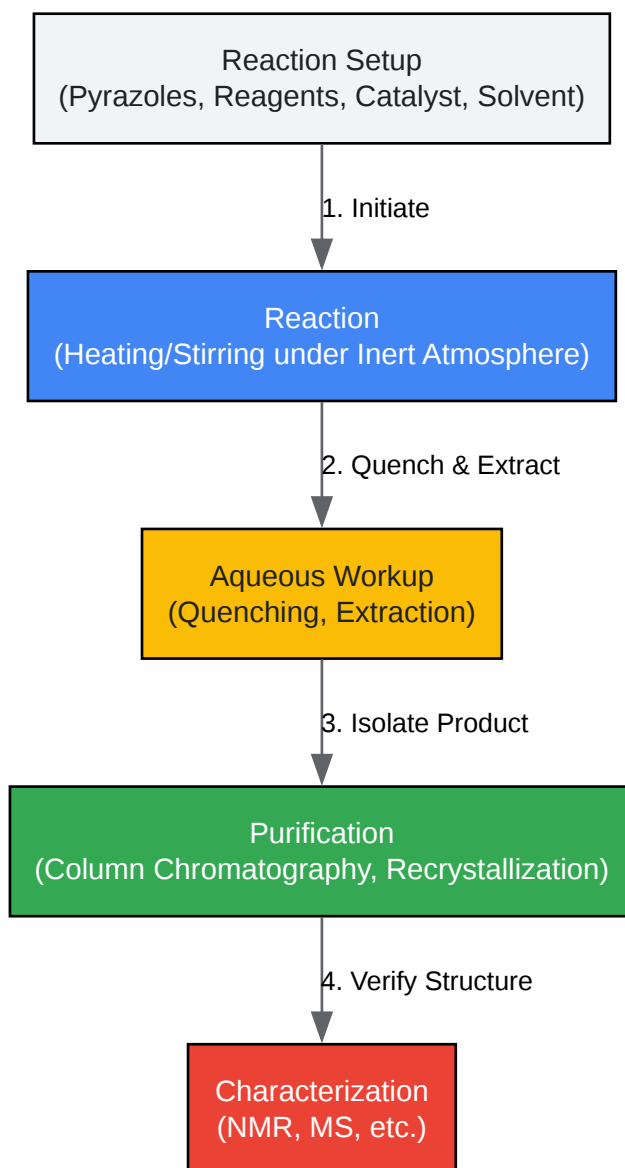 Reaction Setup
(Pyrazoles, Reagents, Catalyst, Solvent)
1. Initiate
Reaction
(Heating/Stirring under Inert Atmosphere)
2. Quench & Extract
Aqueous Workup
(Quenching, Extraction)
3. Isolate Product
Purification
(Column Chromatography, Recrystallization)
4. Verify Structure
Characterization
(NMR, MS, etc.)